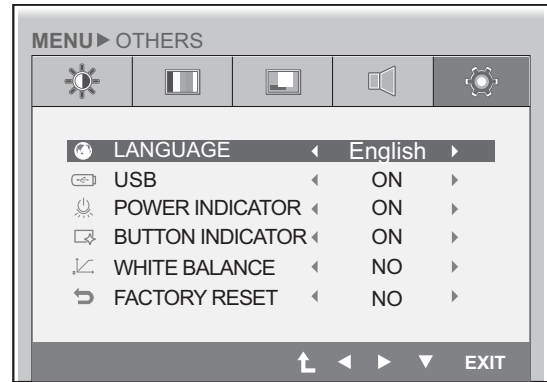 MENU▶ OTHERS
LANGUAGE ◀ English ▶
USB ◀ ON ▶
POWER INDICATOR ◀ ON ▶
BUTTON INDICATOR ◀ ON ▶
WHITE BALANCE ◀ NO ▶
FACTORY RESET ◀ NO ▶
EXIT